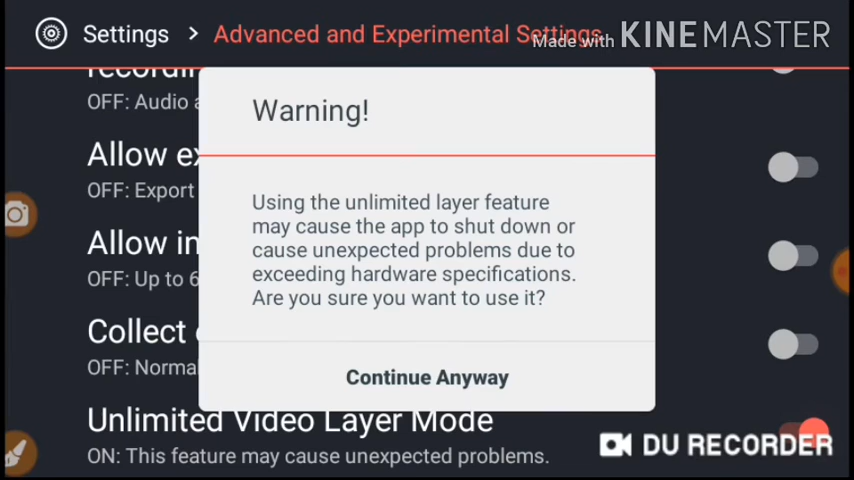 Settings > Advanced and Experimental Settings
Made with KINEMASTER
OFF: Audio
Warning!
Allow
OFF: Export
Using the unlimited layer feature
may cause the app to shut down or
cause unexpected problems due to
exceeding hardware specifications.
Are you sure you want to use it?
Allow
OFF: Up to 6
Collect
OFF: Normal
Continue Anyway
Unlimited Video Layer Mode
ON: This feature may cause unexpected problems.
DU RECORDER